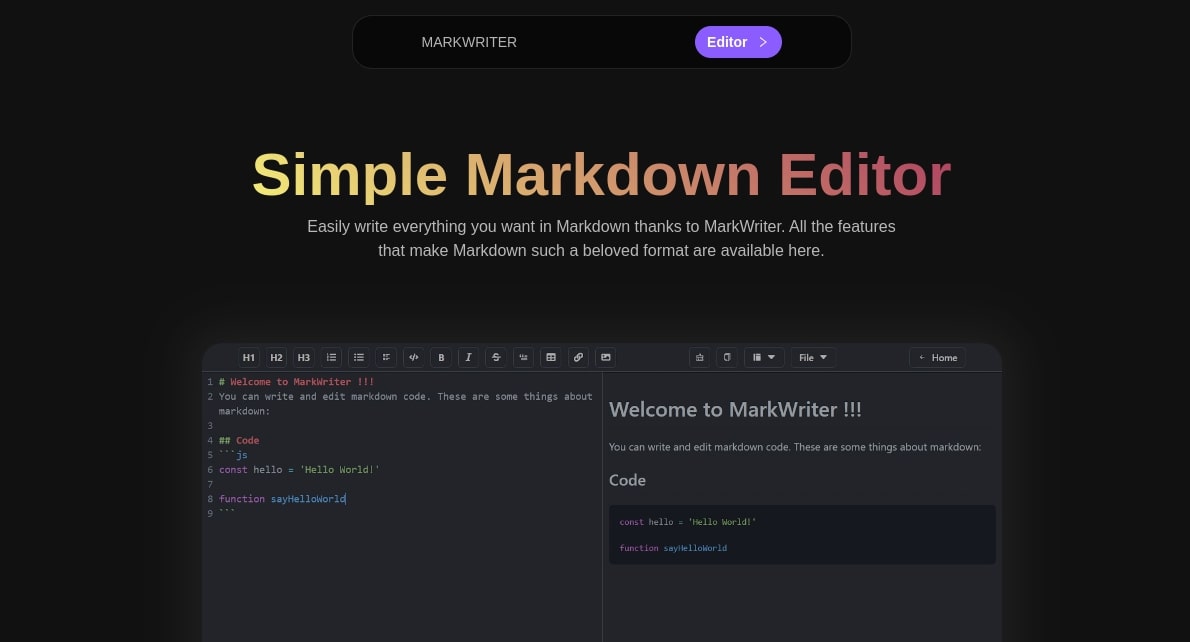 MARKWRITER
Editor
Simple Markdown Editor
Easily write everything you want in Markdown thanks to MarkWriter. All the features
that make Markdown such a beloved format are available here.
H1 H2 H3 B I S File Home
1 # Welcome to MarkWriter !!!
2 You can write and edit markdown code. These are some things about
markdown:
3
4 ## Code
5 ```js
6 const hello = 'Hello World!'
7
8 function sayHelloWorld
9 ```
Welcome to MarkWriter !!!
You can write and edit markdown code. These are some things about markdown:
Code
const hello = 'Hello World!'
function sayHelloWorld